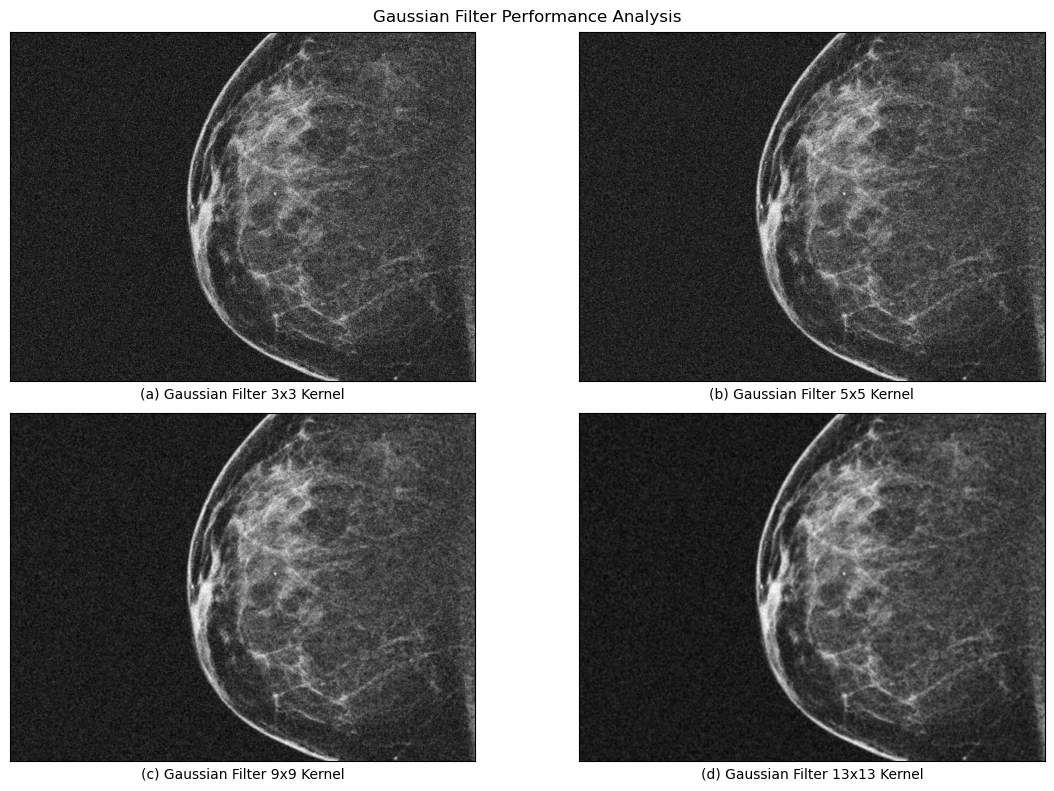 Gaussian Filter Performance Analysis
(a) Gaussian Filter 3x3 Kernel
(b) Gaussian Filter 5x5 Kernel
(c) Gaussian Filter 9x9 Kernel
(d) Gaussian Filter 13x13 Kernel